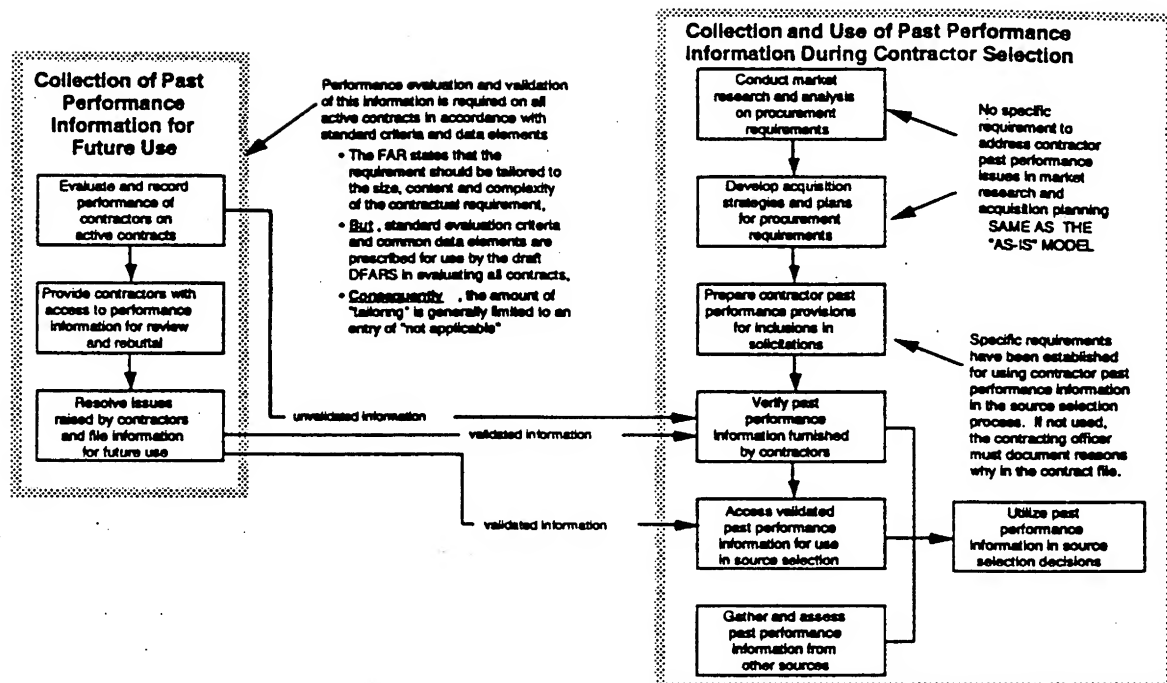 Collection of Past
Performance
Information for
Future Use
Evaluate and record
performance of
contractors on
active contracts
Provide contractors with
access to performance
information for review
and rebuttal
Resolve issues
raised by contractors
and file information
for future use
Performance evaluation and validation
of this information is required on all
active contracts in accordance with
standard criteria and data elements
• The FAR states that the
requirement should be tailored to
the size, content and complexity
of the contractual requirement,
• But , standard evaluation criteria
and common data elements are
prescribed for use by the draft
DFARS in evaluating all contracts,
• Consequently , the amount of
"tailoring" is generally limited to an
entry of "not applicable"
unvalidated information
validated information
validated information
Collection and Use of Past Performance
Information During Contractor Selection
Conduct market
research and analysis
on procurement
requirements
Develop acquisition
strategies and plans
for procurement
requirements
Prepare contractor past
performance provisions
for inclusions in
solicitations
Verify past
performance
information furnished
by contractors
Access validated
past performance
information for use
in source selection
Gather and assess
past performance
information from
other sources
No specific
requirement to
address contractor
past performance
issues in market
research and
acquisition planning
SAME AS THE
"AS-IS" MODEL
Specific requirements
have been established
for using contractor past
performance information
in the source selection
process. If not used,
the contracting officer
must document reasons
why in the contract file.
Utilize past
performance
information in source
selection decisions